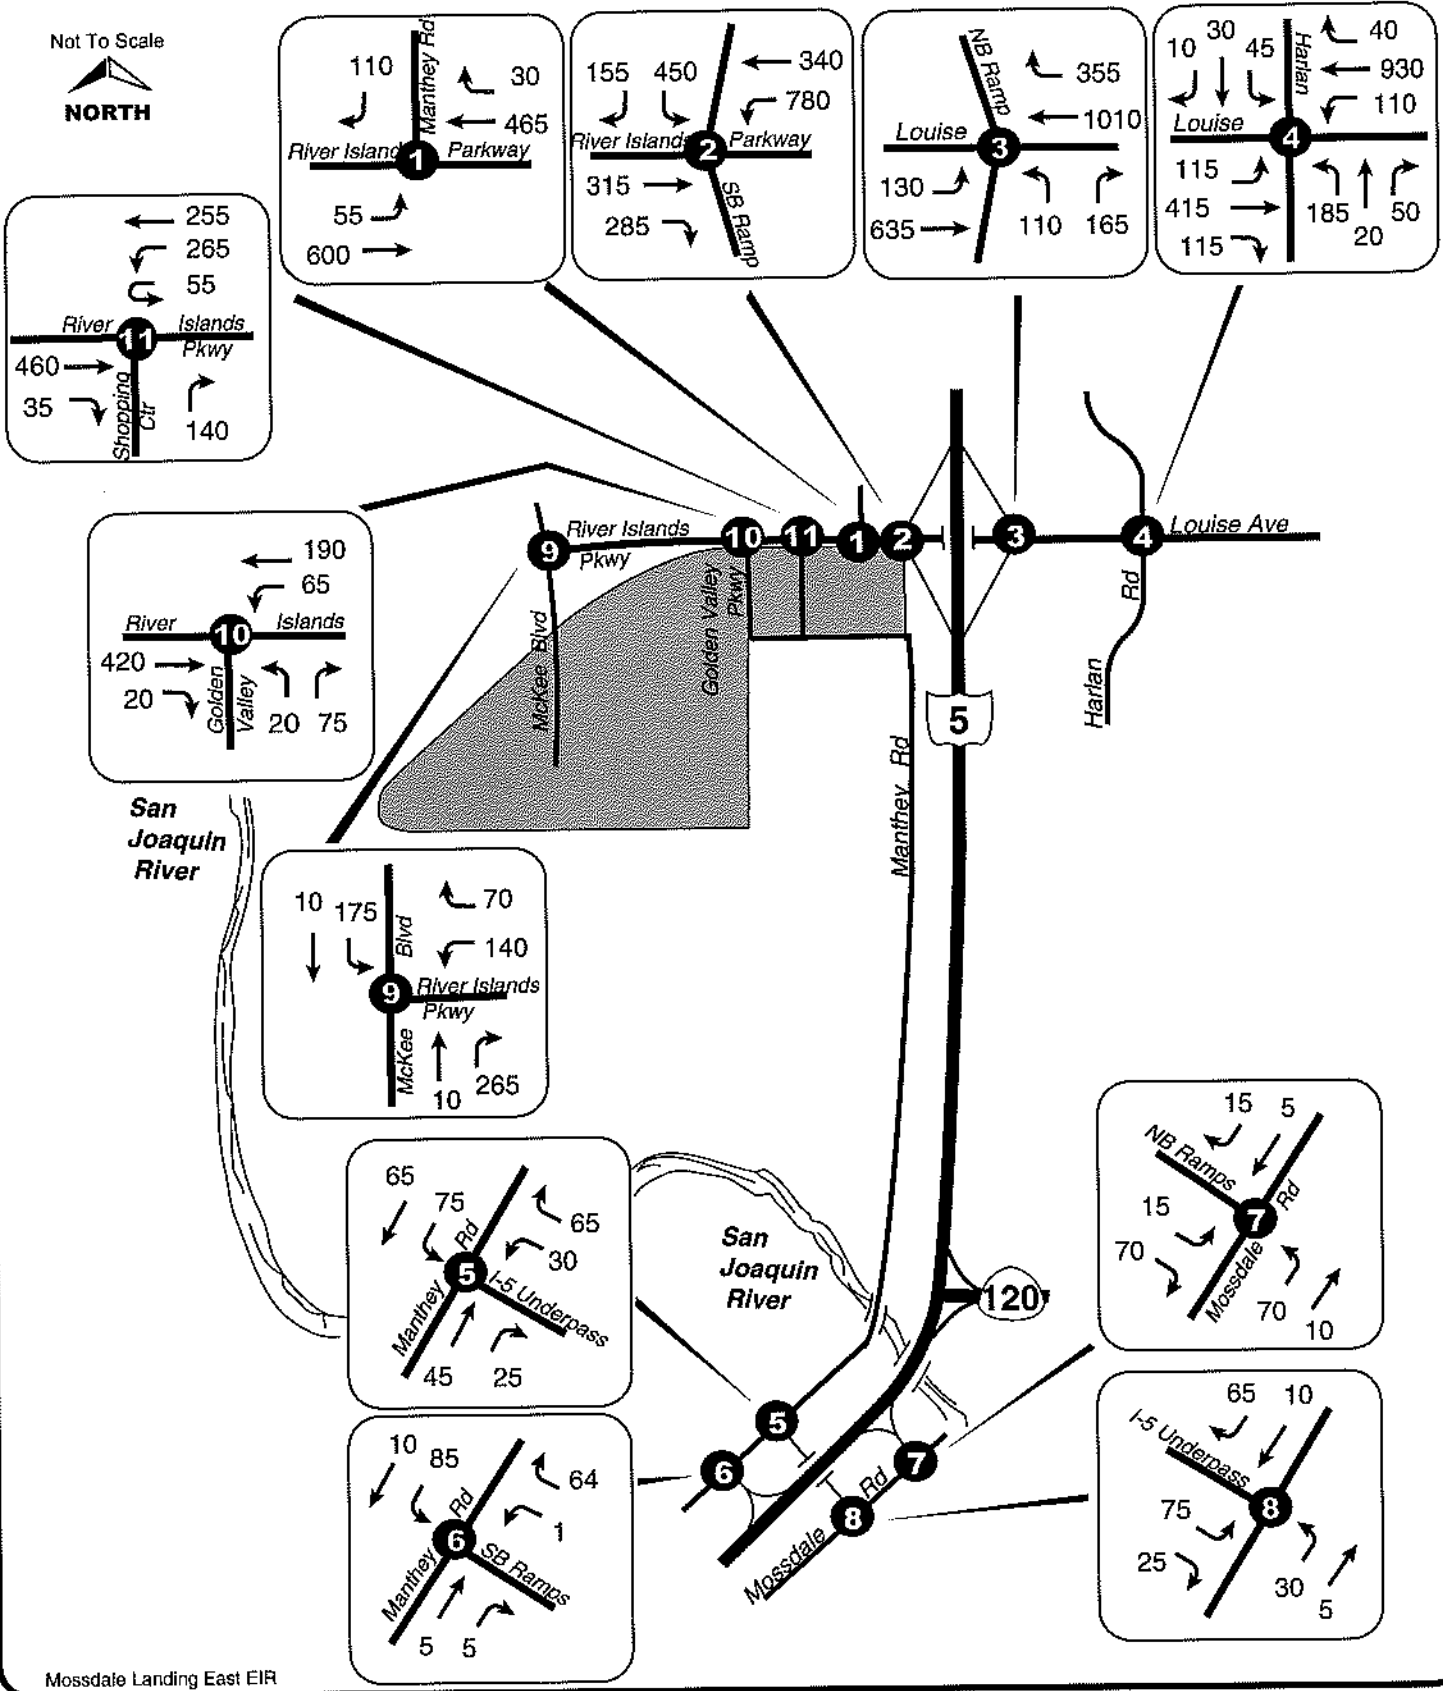 Not To Scale
NORTH
110
Manthey Rd
30
465
River Island
1
Parkway
55
600
155
450
340
780
River Islands
2
Parkway
315
285
SB Ramp
NB Ramp
355
1010
Louise
3
130
635
110
165
10
30
45
Harlan
40
930
110
Louise
4
115
415
115
185
20
50
255
265
55
River
11
Islands
Pkwy
460
35
Shopping
Ctr
140
190
65
River
10
Islands
420
20
Golden
Valley
20
75
9
River Islands
Pkwy
10
11
1
2
3
4
Louise Ave
McKee Blvd
Golden Valley
Pkwy
Rd
Harlan
5
Manthey Rd
San
Joaquin
River
10
175
Blvd
70
140
9
River Islands
Pkwy
McKee
10
265
65
75
Rd
65
30
5
I-5 Underpass
Manthey
45
25
San
Joaquin
River
120
15
5
NB Ramps
15
7
Rd
70
Mossdale
70
10
5
6
7
8
Mossdale Rd
10
85
Rd
64
1
6
SB Ramps
Manthey
5
5
65
10
I-5 Underpass
75
8
25
30
5
Mossdale Landing East EIR